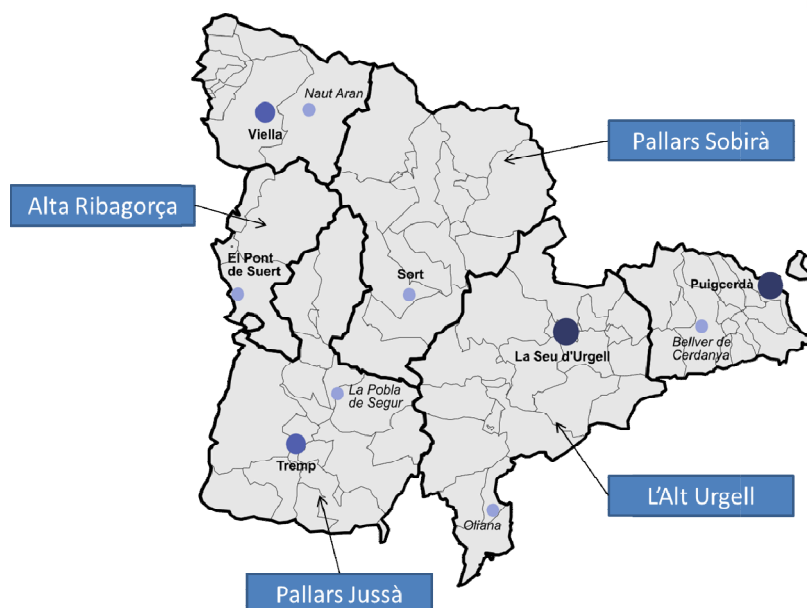 Naut Aran
Viella
Pallars Sobirà
Alta Ribagorça
El Pont
de Suert
Sort
Puigcerdà
La Seu d'Urgell
Bellver de
Cerdanya
La Pobla
de Segur
Tremp
L'Alt Urgell
Oliana
Pallars Jussà